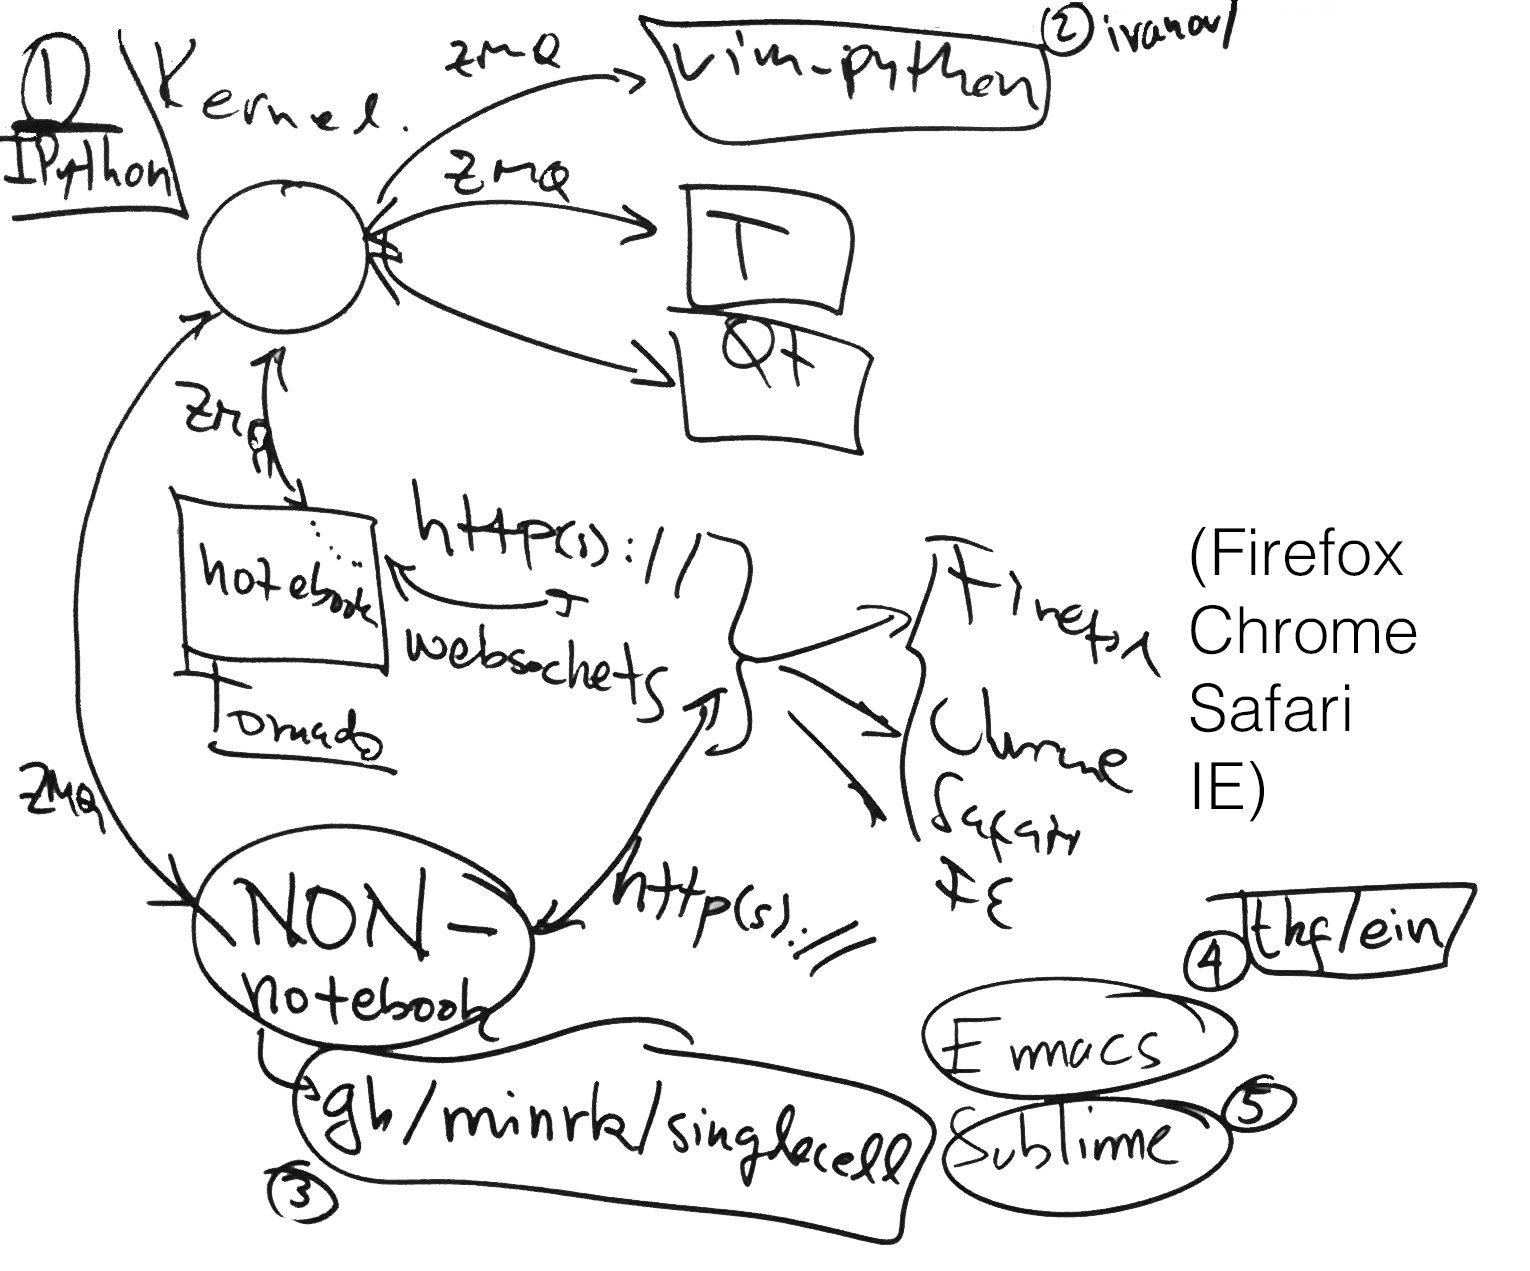 1
IPython
Kernel.
ZMQ
vim-python
2
ivanov/
ZMQ
T
Qt
ZMQ
notebook
Tornado
http(s)://
websockets
Firefox
Chrome
Safari
IE
(Firefox
Chrome
Safari
IE)
ZMQ
NON-
notebook
http(s)://
gh/minrk/singlecell
3
4
tkf/ein
Emacs
Sublime
5